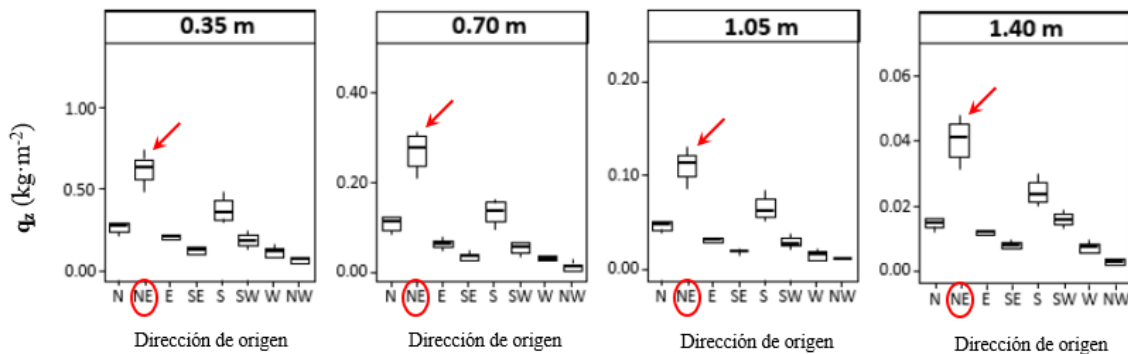 0.35 m
0.70 m
1.05 m
1.40 m
q_z (kg·m⁻²)
1.00
0.50
0.00
N NE E SE S SW W NW
Dirección de origen
0.40
0.20
0.00
N NE E SE S SW W NW
Dirección de origen
0.20
0.10
0.00
N NE E SE S SW W NW
Dirección de origen
0.06
0.04
0.02
0.00
N NE E SE S SW W NW
Dirección de origen